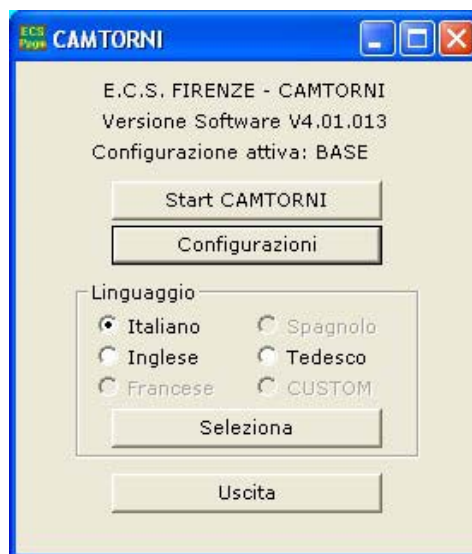 ECS
Page CAMTORNI
E.C.S. FIRENZE - CAMTORNI
Versione Software V4.01.013
Configurazione attiva: BASE
Start CAMTORNI
Configurazioni
Linguaggio
Italiano Spagnolo
Inglese Tedesco
Francese CUSTOM
Seleziona
Uscita